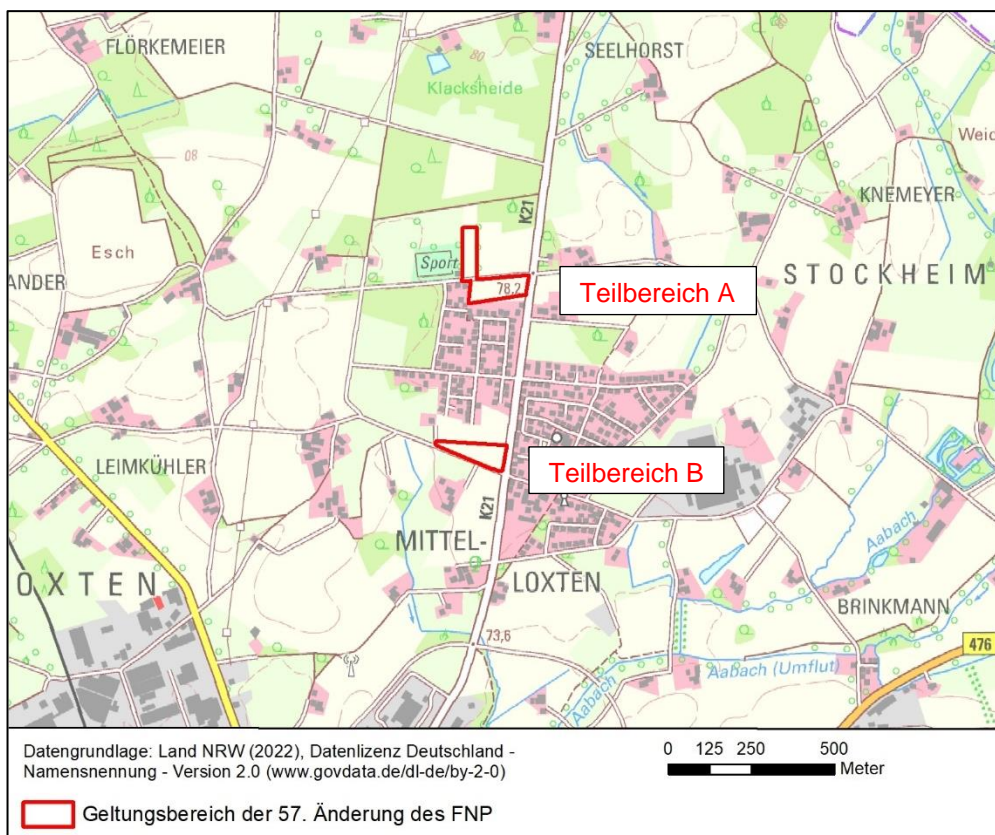 FLÖRKEMEIER
80
SEELHORST
Klacksheide
Weid
KNEMEYER
80
K21
Esch
ANDER
Sport
STOCKHEIM
78,2
Teilbereich A
LEIMKÜHLER
Teilbereich B
K21
MITTEL-
OXTEN
LOXTEN
Aabach
BRINKMANN
73,6
476
Aabach (Umflut)
Aabach
Datengrundlage: Land NRW (2022), Datenlizenz Deutschland -
Namensnennung - Version 2.0 (www.govdata.de/dl-de/by-2-0)
0 125 250 500
Meter
Geltungsbereich der 57. Änderung des FNP